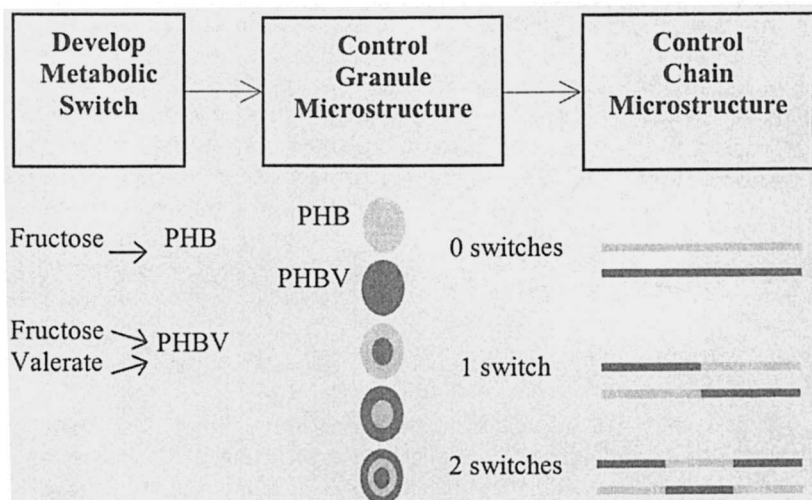 Develop
Metabolic
Switch
Control
Granule
Microstructure
Control
Chain
Microstructure
Fructose → PHB
Fructose
Valerate
PHBV
PHB
PHBV
0 switches
1 switch
2 switches